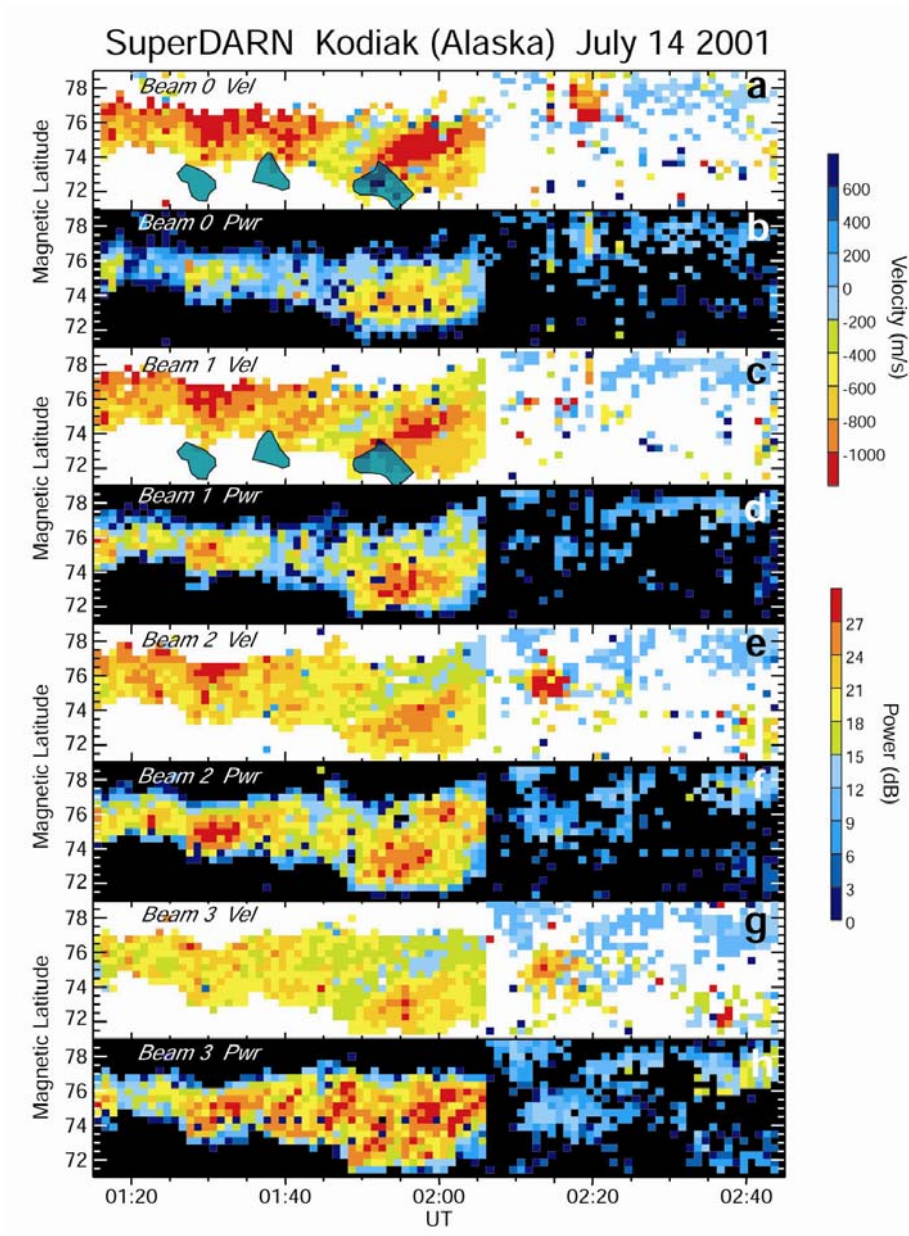 SuperDARN Kodiak (Alaska) July 14 2001
Beam 0 Vel
a
78
76
74
72
Beam 0 Pwr
b
78
76
74
72
Magnetic Latitude
Beam 1 Vel
c
78
76
74
72
Beam 1 Pwr
d
78
76
74
72
Magnetic Latitude
Beam 2 Vel
e
78
76
74
72
Beam 2 Pwr
f
78
76
74
72
Magnetic Latitude
Beam 3 Vel
g
78
76
74
72
Beam 3 Pwr
h
78
76
74
72
Magnetic Latitude
01:20
01:40
02:00
02:20
02:40
UT
600
400
200
0
-200
-400
-600
-800
-1000
Velocity (m/s)
27
24
21
18
15
12
9
6
3
0
Power (dB)